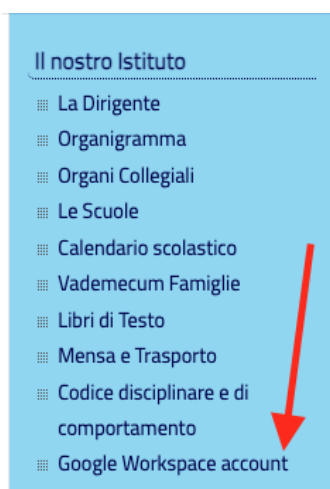 Il nostro Istituto
La Dirigente
Organigramma
Organi Collegiali
Le Scuole
Calendario scolastico
Vademecum Famiglie
Libri di Testo
Mensa e Trasporto
Codice disciplinare e di
comportamento
Google Workspace account